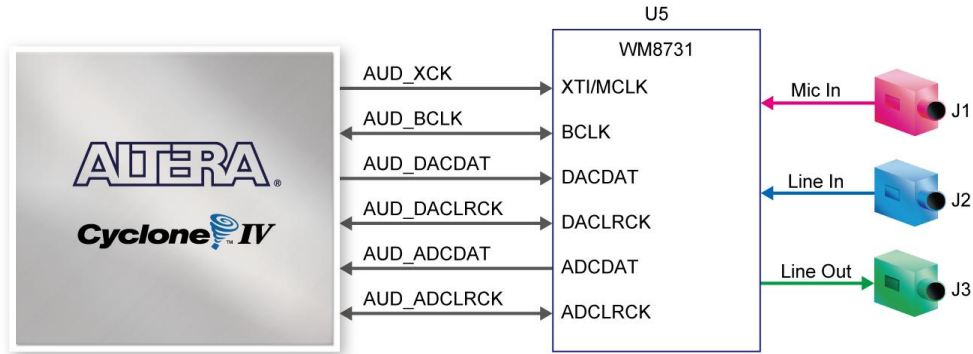 U5
WM8731
AUD_XCK
XTI/MCLK
AUD_BCLK
BCLK
AUD_DACDAT
DACDAT
AUD_DACLRCK
DACLRCK
AUD_ADCDAT
ADCDAT
AUD_ADCLRCK
ADCLRCK
ALTERA®
Cyclone™ IV
Mic In
J1
Line In
J2
Line Out
J3